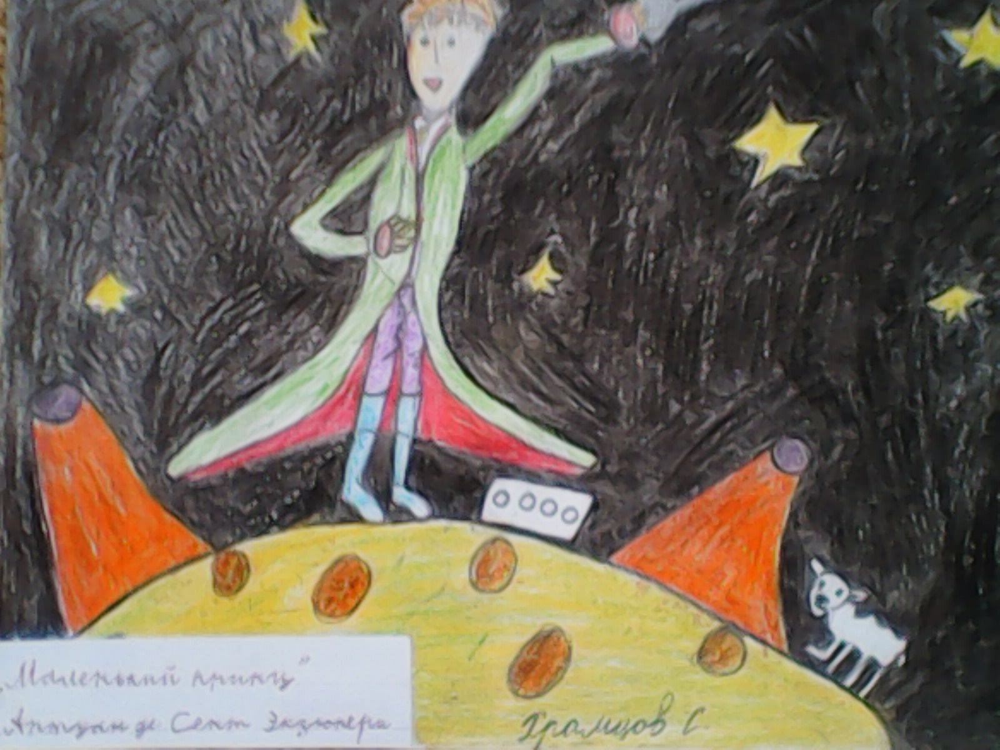 „Маленький принц"
Антуан де Сент Экзюпери
Храмцов С.